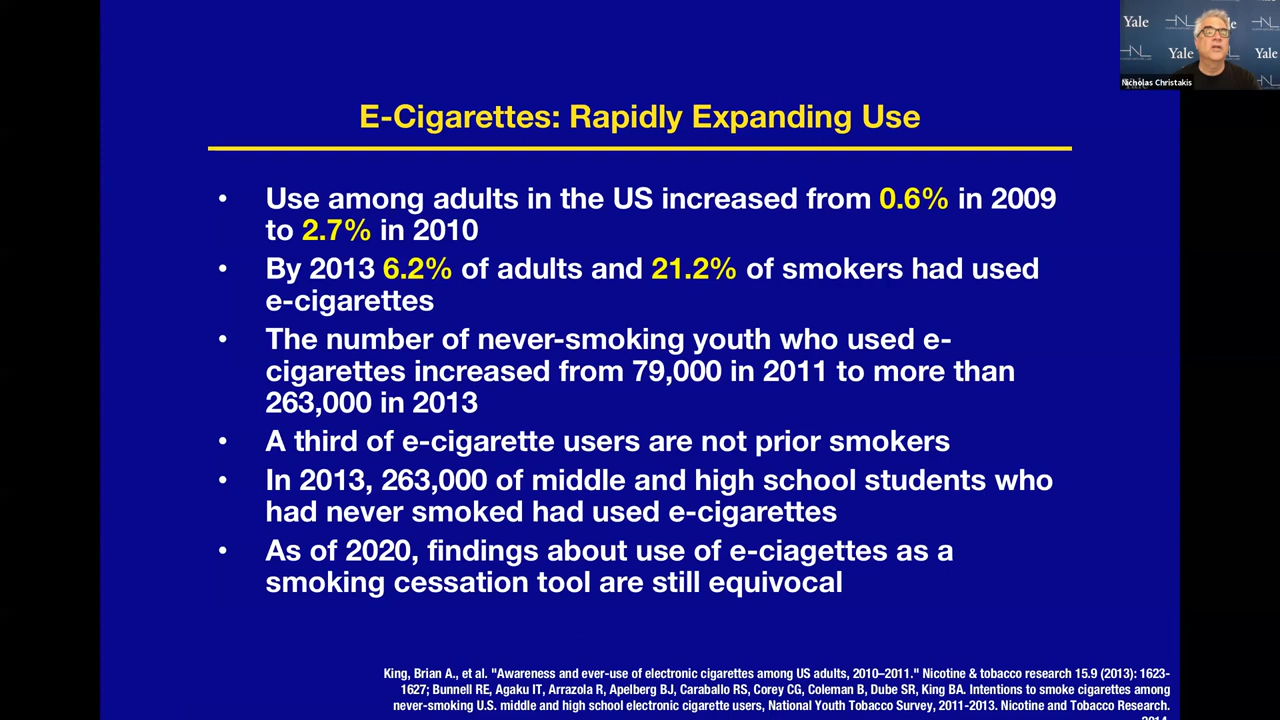 Yale
Yale
Yale
Nicholas Christakis
E-Cigarettes: Rapidly Expanding Use
• Use among adults in the US increased from 0.6% in 2009
to 2.7% in 2010
• By 2013 6.2% of adults and 21.2% of smokers had used
e-cigarettes
• The number of never-smoking youth who used e-
cigarettes increased from 79,000 in 2011 to more than
263,000 in 2013
• A third of e-cigarette users are not prior smokers
• In 2013, 263,000 of middle and high school students who
had never smoked had used e-cigarettes
• As of 2020, findings about use of e-ciagettes as a
smoking cessation tool are still equivocal
King, Brian A., et al. "Awareness and ever-use of electronic cigarettes among US adults, 2010–2011." Nicotine & tobacco research 15.9 (2013): 1623-
1627; Bunnell RE, Agaku IT, Arrazola R, Apelberg BJ, Caraballo RS, Corey CG, Coleman B, Dube SR, King BA. Intentions to smoke cigarettes among
never-smoking U.S. middle and high school electronic cigarette users, National Youth Tobacco Survey, 2011-2013. Nicotine and Tobacco Research.